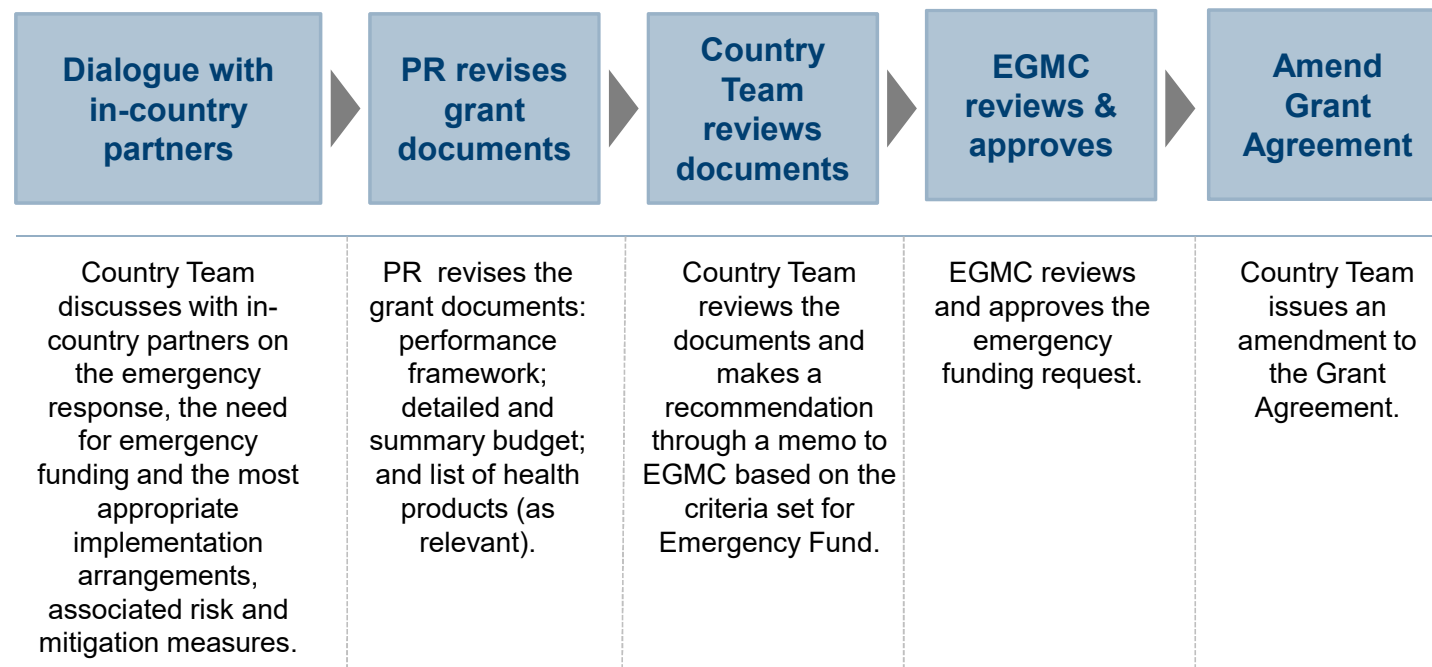 Dialogue with
in-country
partners
PR revises
grant
documents
Country
Team
reviews
documents
EGMC
reviews &
approves
Amend
Grant
Agreement
Country Team
discusses with in-
country partners on
the emergency
response, the need
for emergency
funding and the most
appropriate
implementation
arrangements,
associated risk and
mitigation measures.
PR  revises the
grant documents:
performance
framework;
detailed and
summary budget;
and list of health
products (as
relevant).
Country Team
reviews the
documents and
makes a
recommendation
through a memo to
EGMC based on the
criteria set for
Emergency Fund.
EGMC reviews
and approves the
emergency
funding request.
Country Team
issues an
amendment to
the Grant
Agreement.